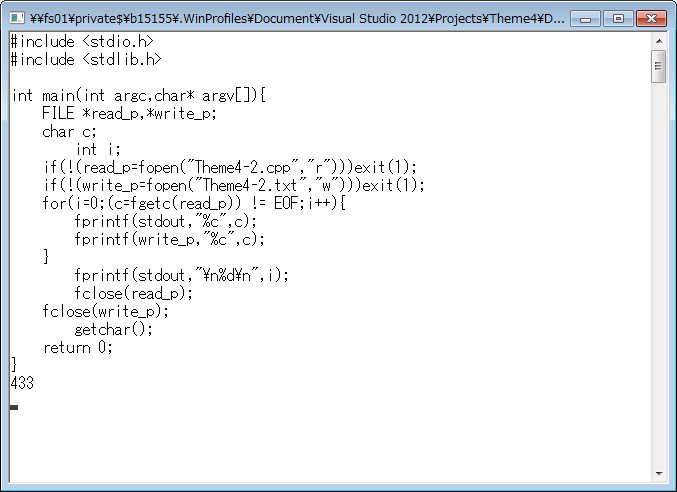 ¥¥fs01¥private$¥b15155¥.WinProfiles¥Document¥Visual Studio 2012¥Projects¥Theme4¥D...
#include <stdio.h>
#include <stdlib.h>

int main(int argc,char* argv[]){
    FILE *read_p,*write_p;
    char c;
        int i;
    if(!(read_p=fopen("Theme4-2.cpp","r")))exit(1);
    if(!(write_p=fopen("Theme4-2.txt","w")))exit(1);
    for(i=0;(c=fgetc(read_p)) != EOF;i++){
        fprintf(stdout,"%c",c);
        fprintf(write_p,"%c",c);
    }
        fprintf(stdout,"¥n%d¥n",i);
        fclose(read_p);
    fclose(write_p);
        getchar();
    return 0;
}
433